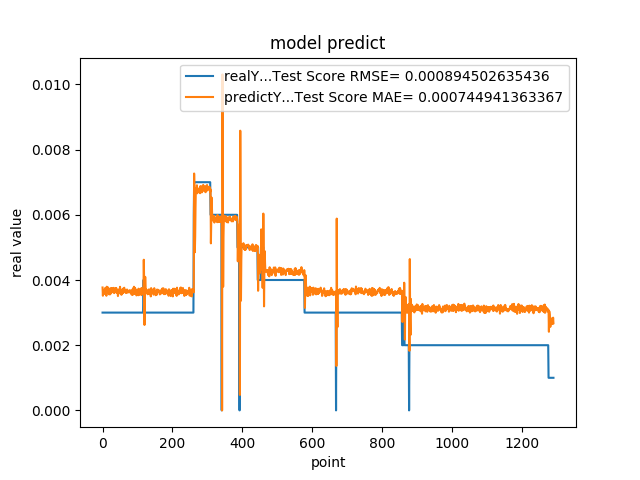 model predict
realY...Test Score RMSE= 0.000894502635436
predictY...Test Score MAE= 0.000744941363367
real value
0.010
0.008
0.006
0.004
0.002
0.000
0
200
400
600
800
1000
1200
point